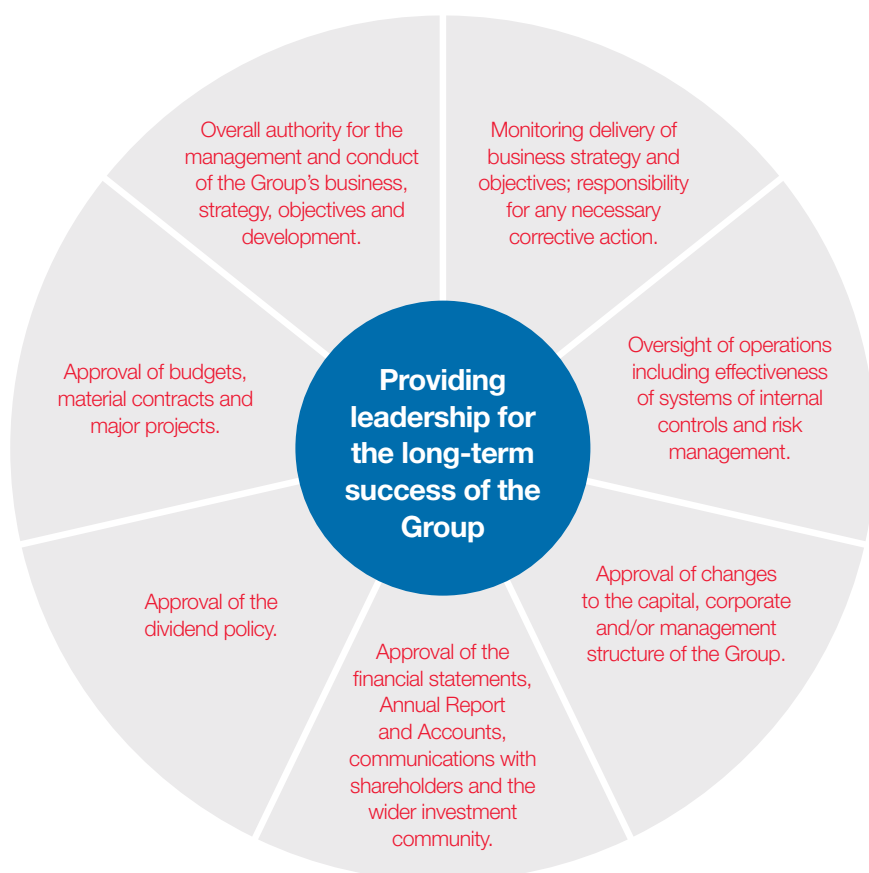 Overall authority for the
management and conduct
of the Group's business,
strategy, objectives and
development.
Monitoring delivery of
business strategy and
objectives; responsibility
for any necessary
corrective action.
Oversight of operations
including effectiveness
of systems of internal
controls and risk
management.
Approval of changes
to the capital, corporate
and/or management
structure of the Group.
Approval of the
financial statements,
Annual Report
and Accounts,
communications with
shareholders and the
wider investment
community.
Approval of the
dividend policy.
Approval of budgets,
material contracts and
major projects.
Providing
leadership for
the long-term
success of the
Group